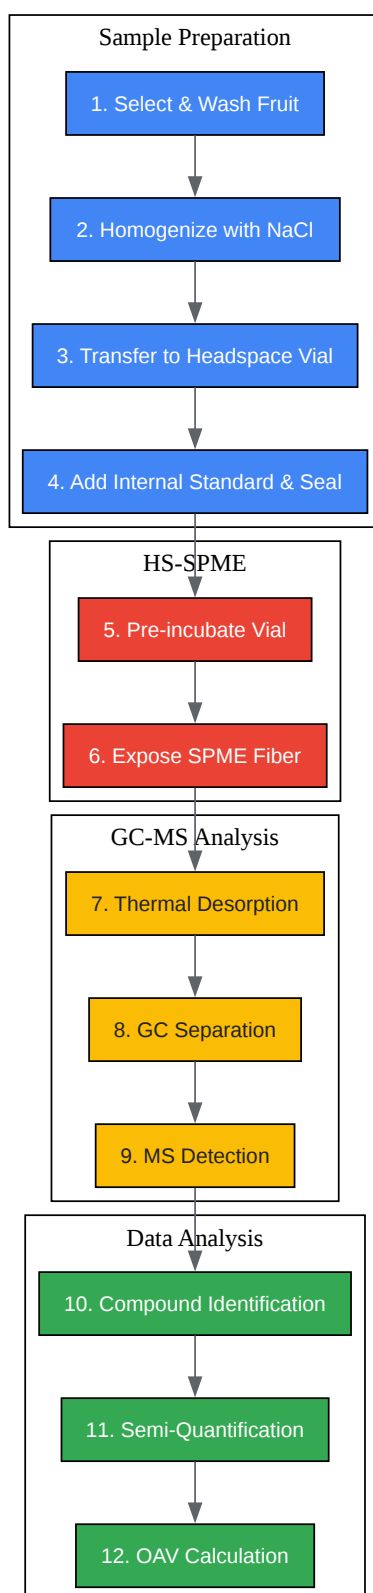 Sample Preparation
1. Select & Wash Fruit
2. Homogenize with NaCl
3. Transfer to Headspace Vial
4. Add Internal Standard & Seal
HS-SPME
5. Pre-incubate Vial
6. Expose SPME Fiber
GC-MS Analysis
7. Thermal Desorption
8. GC Separation
9. MS Detection
Data Analysis
10. Compound Identification
11. Semi-Quantification
12. OAV Calculation